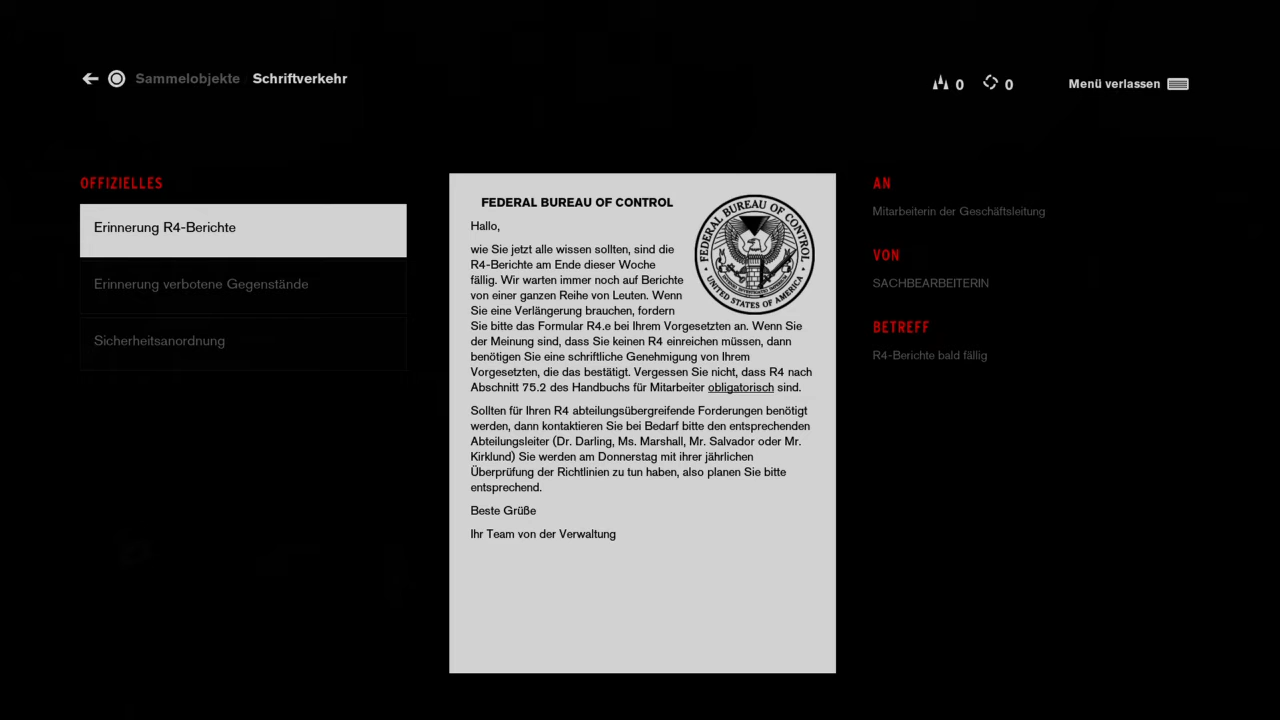 Sammelobjekte Schriftverkehr
0 0 Menü verlassen
OFFIZIELLES
Erinnerung R4-Berichte
Erinnerung verbotene Gegenstände
Sicherheitsanordnung
FEDERAL BUREAU OF CONTROL
FEDERAL BUREAU OF CONTROL
UNITED STATES OF AMERICA
Hallo,
wie Sie jetzt alle wissen sollten, sind die
R4-Berichte am Ende dieser Woche
fällig. Wir warten immer noch auf Berichte
von einer ganzen Reihe von Leuten. Wenn
Sie eine Verlängerung brauchen, fordern
Sie bitte das Formular R4.e bei Ihrem Vorgesetzten an. Wenn Sie
der Meinung sind, dass Sie keinen R4 einreichen müssen, dann
benötigen Sie eine schriftliche Genehmigung von Ihrem
Vorgesetzten, die das bestätigt. Vergessen Sie nicht, dass R4 nach
Abschnitt 75.2 des Handbuchs für Mitarbeiter obligatorisch sind.
Sollten für Ihren R4 abteilungsübergreifende Forderungen benötigt
werden, dann kontaktieren Sie bei Bedarf bitte den entsprechenden
Abteilungsleiter (Dr. Darling, Ms. Marshall, Mr. Salvador oder Mr.
Kirklund) Sie werden am Donnerstag mit ihrer jährlichen
Überprüfung der Richtlinien zu tun haben, also planen Sie bitte
entsprechend.
Beste Grüße
Ihr Team von der Verwaltung
AN
Mitarbeiterin der Geschäftsleitung
VON
SACHBEARBEITERIN
BETREFF
R4-Berichte bald fällig